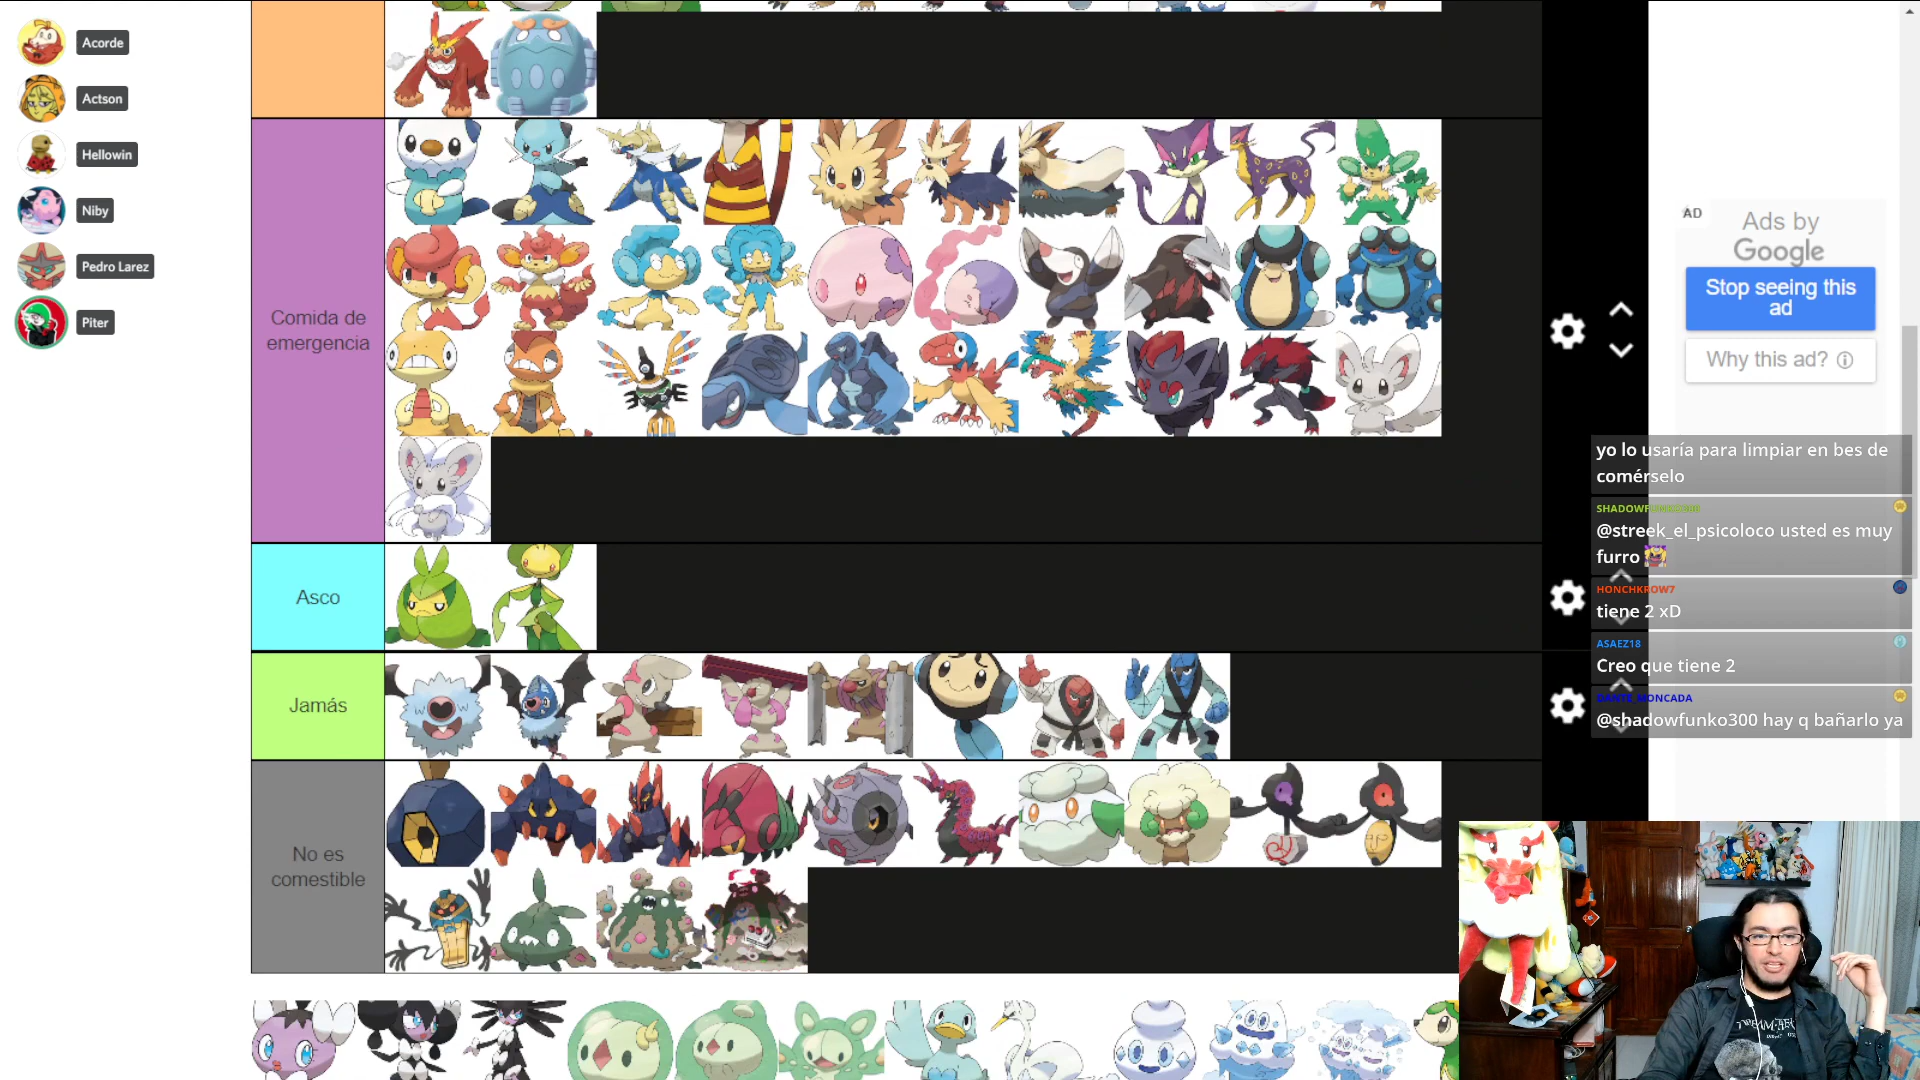 Acorde
Actson
Hellowin
Niby
Pedro Larez
Piter
Comida de
emergencia
Asco
Jamás
No es
comestible
AD
Ads by
Google
Stop seeing this
ad
Why this ad?
yo lo usaría para limpiar en bes de
comérselo
@streek_el_psicoloco usted es muy
furro
HONCHKROW7
tiene 2 xD
ASAEZ18
Creo que tiene 2
DANTE_MONCADA
@shadowfunko300 hay q bañarlo ya